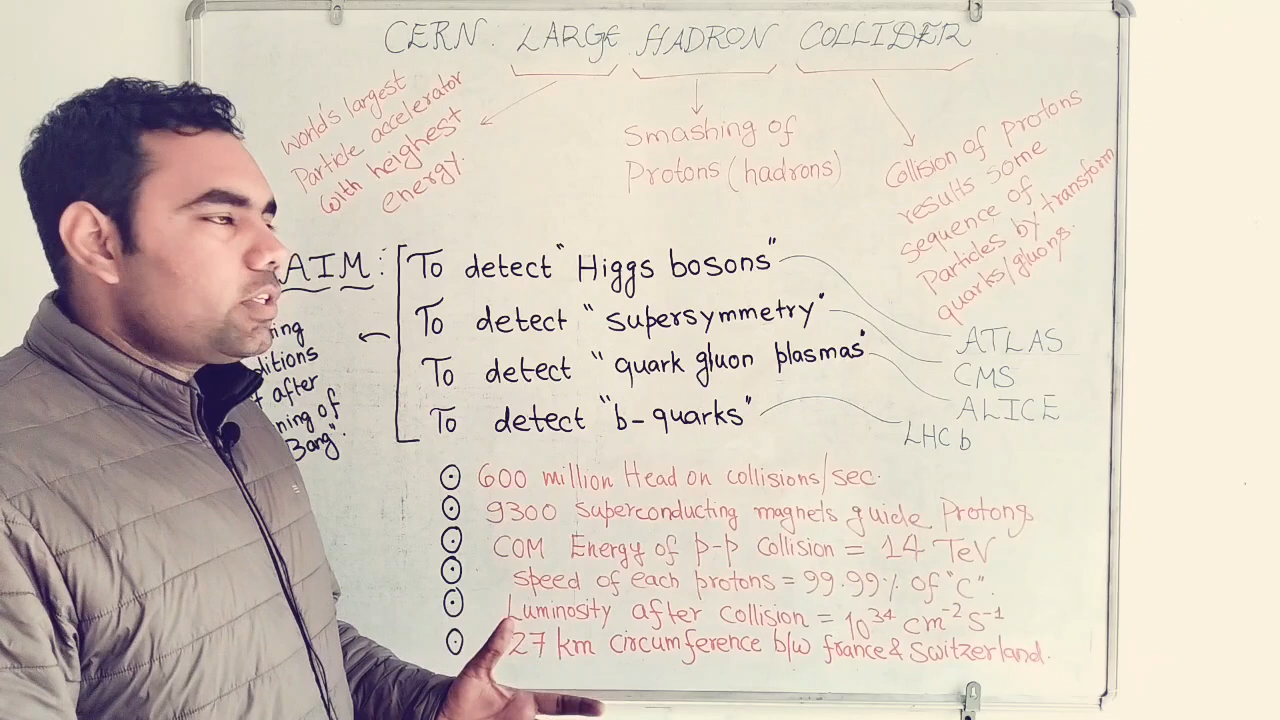 CERN: LARGE HADRON COLLIDER
World's largest
Particle accelerator
with heighest
energy.
Smashing of
Protons (hadrons)
Collision of protons
results some
sequence of
Particles by transform
quarks/gluons.
AIM:
To detect "Higgs bosons"
To detect "supersymmetry"
To detect "quark gluon plasmas"
To detect "b-quarks"
ATLAS
CMS
ALICE
LHC b
after
of
Bang".
600 million Head on collisions/sec.
9300 superconducting magnets guide Protons
COM Energy of p-p collision = 14 TeV
speed of each protons = 99.99% of "C".
Luminosity after collision = 10³⁴ cm⁻² s⁻¹
27 km circumference b/w france & switzerland.